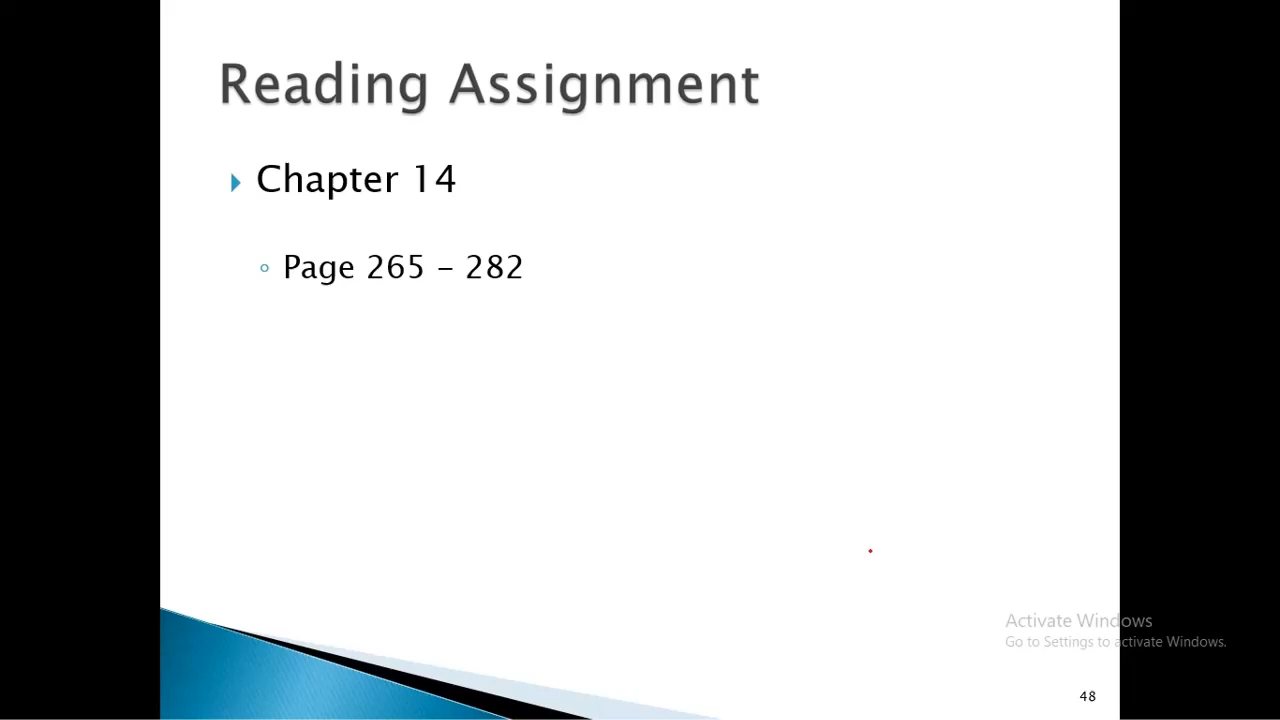 Reading Assignment
Chapter 14
Page 265 – 282
Activate Windows
Go to Settings to activate Windows.
48